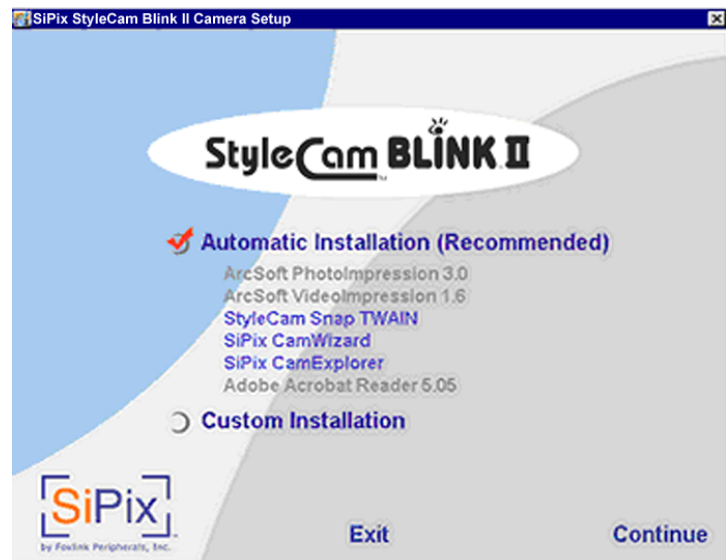 SiPix StyleCam Blink II Camera Setup
StyleCam BLINK II
Automatic Installation (Recommended)
ArcSoft PhotoImpression 3.0
ArcSoft VideoImpression 1.6
StyleCam Snap TWAIN
SiPix CamWizard
SiPix CamExplorer
Adobe Acrobat Reader 5.05
Custom Installation
SiPix
by Foxlink Peripherals, Inc.
Exit
Continue